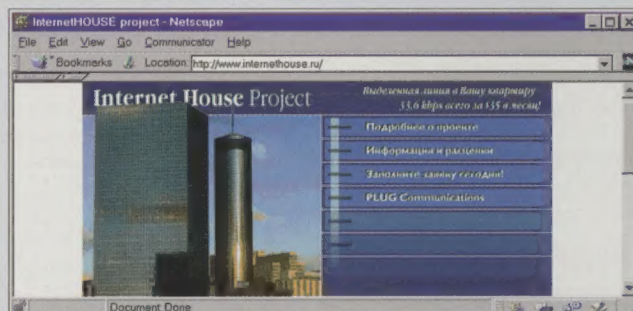 InternetHOUSE project - Netscape
File Edit View Go Communicator Help
Bookmarks Location: http://www.internethouse.ru/
Internet House Project
Выделенная линия в Вашу квартиру
33.6 kbps всего за $35 в месяц!
Подробнее о проекте
Информация и расценки
Заполните заявку сегодня!
PLUG Communications
Document Done